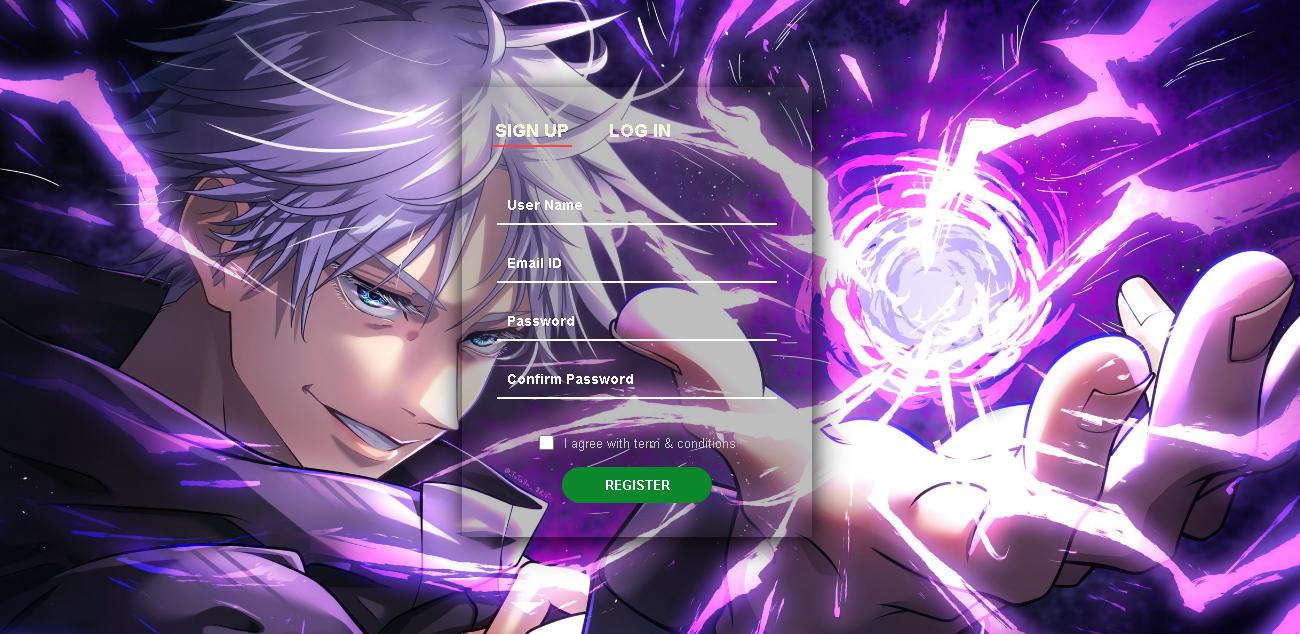 SIGN UP LOG IN
User Name
Email ID
Password
Confirm Password
I agree with term & conditions
REGISTER